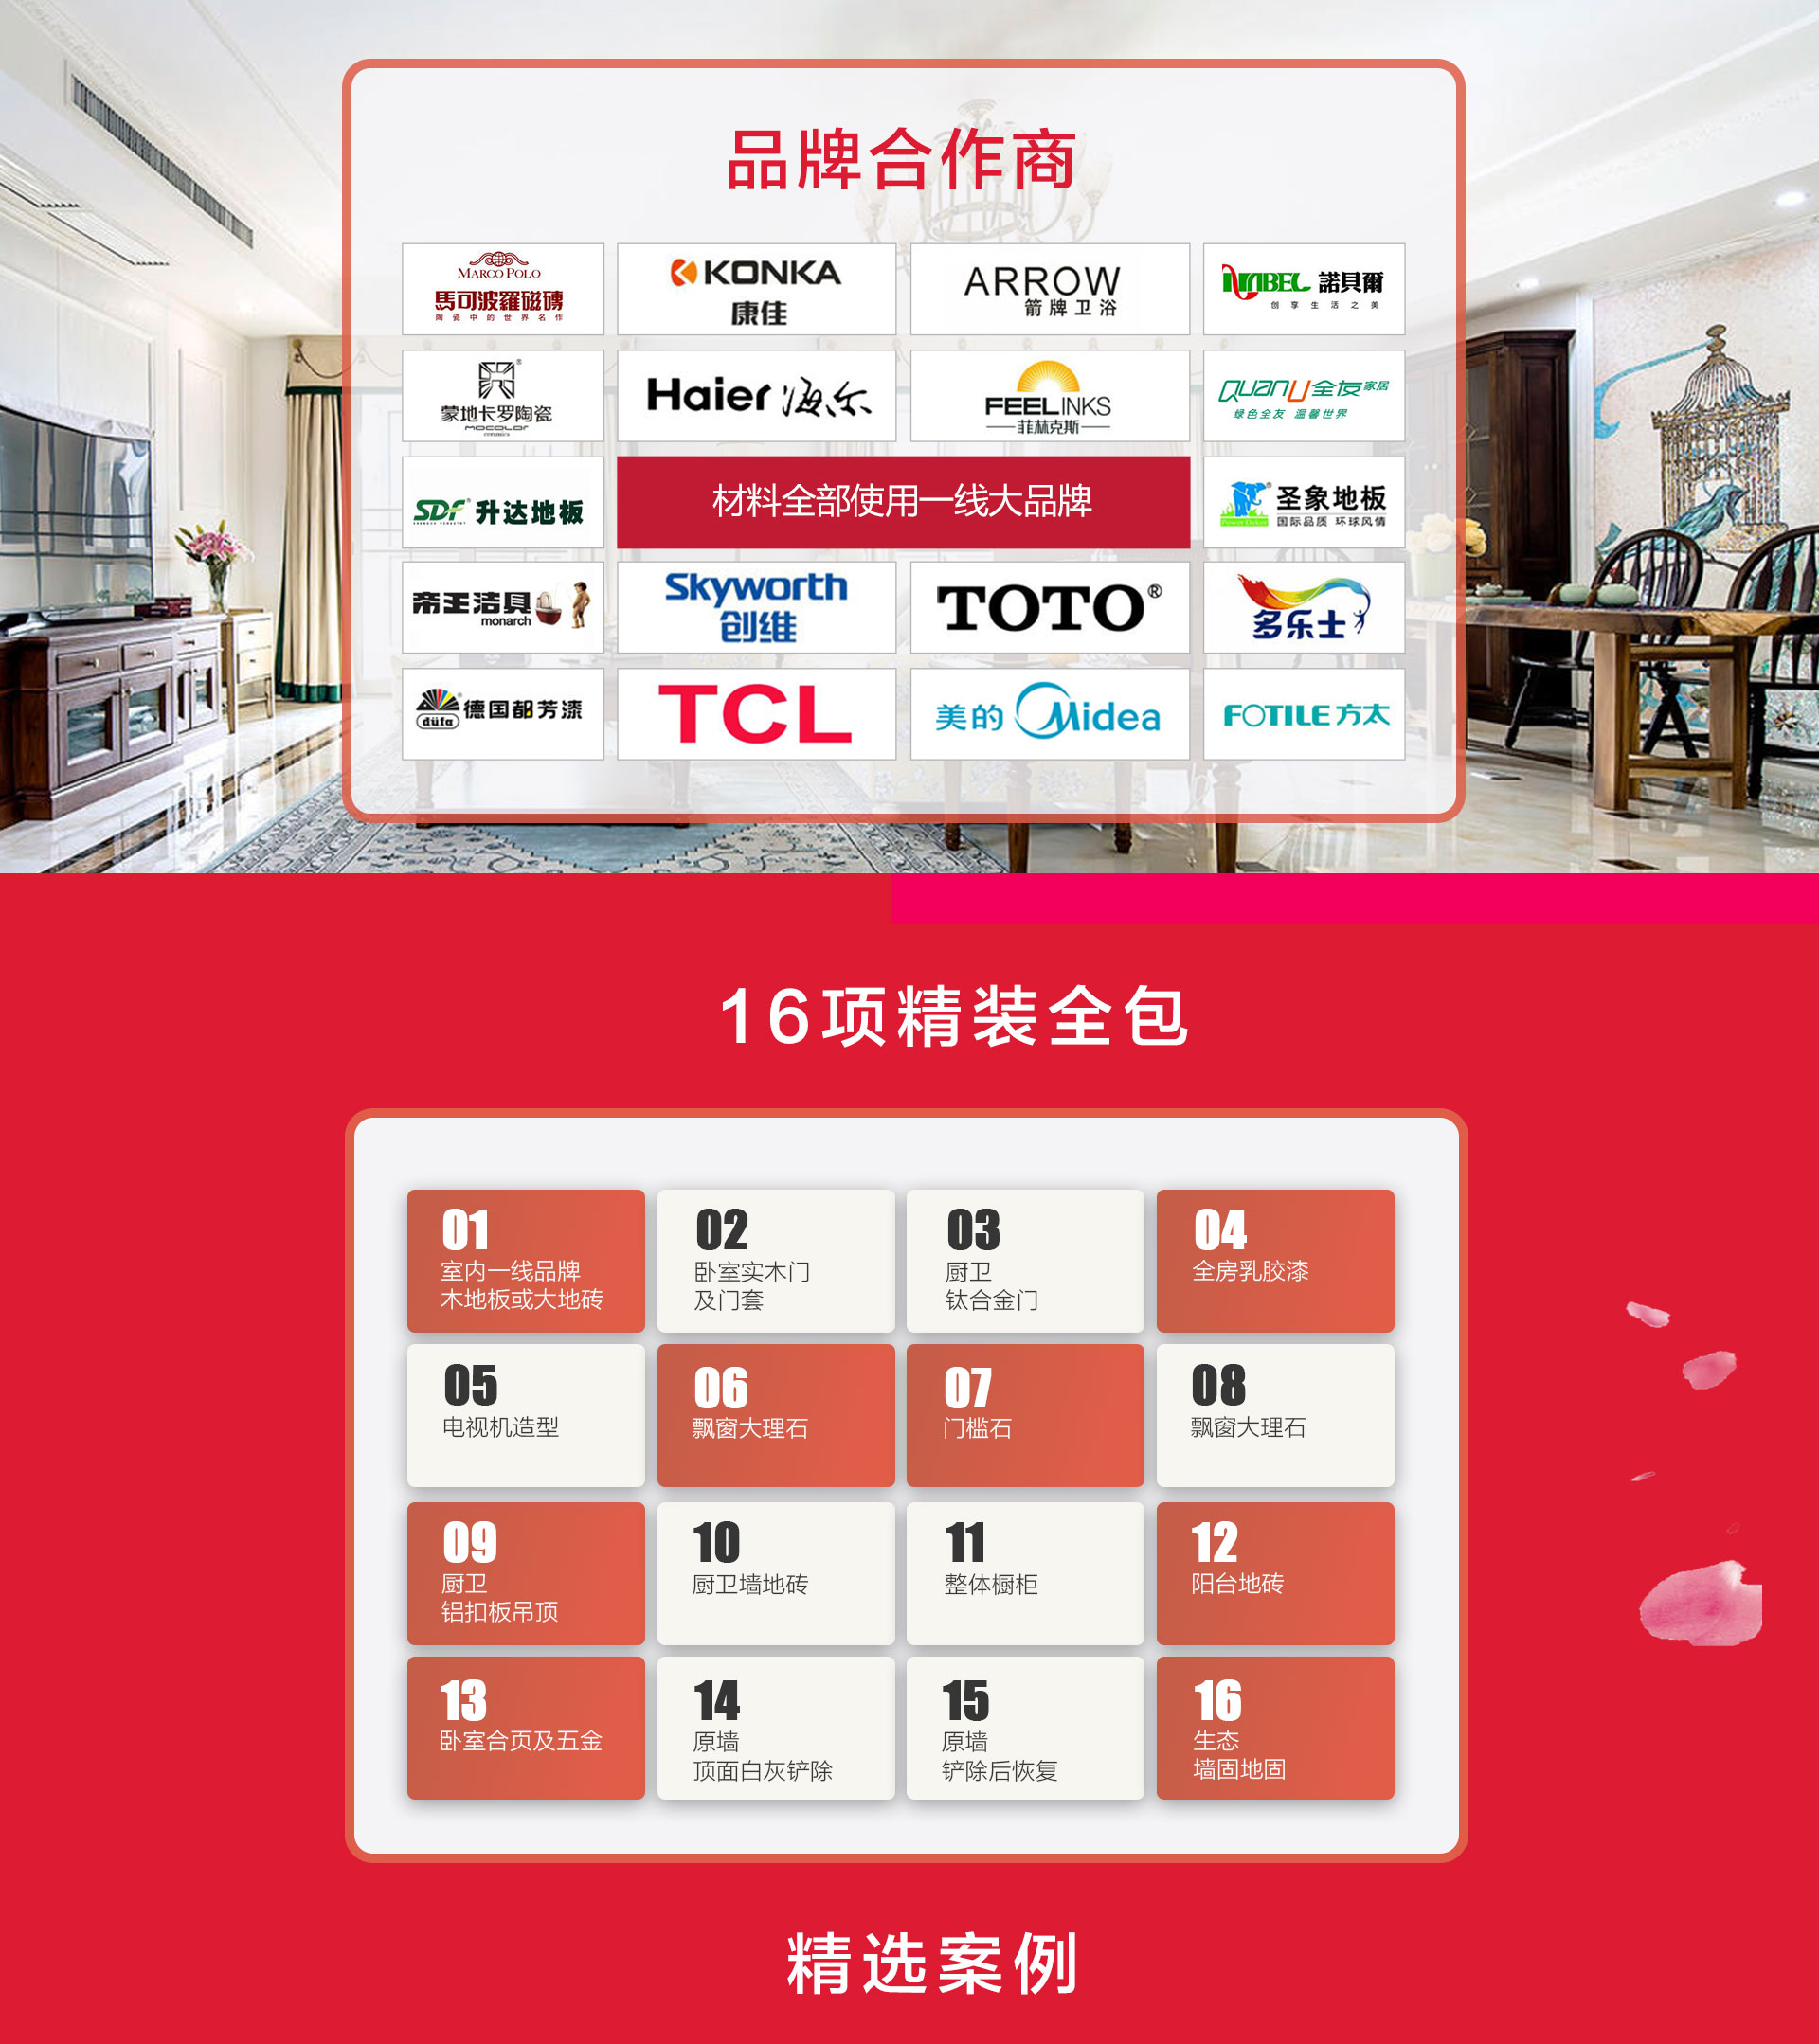 品牌合作商
MARCO POLO
馬可波羅磁磚
陶瓷中的世界名作
KONKA
康佳
ARROW
箭牌卫浴
NABEL 諾貝爾
创享生活之美
蒙地卡罗陶瓷
MOCOLOR
ceramics
Haier 海尔
FEELINKS
菲林克斯
QUANU全友家居
绿色全友 温馨世界
SDF 升达地板
材料全部使用一线大品牌
圣象地板
Power Dekor
国际品质 环球风情
帝王洁具
monarch
Skyworth
创维
TOTO®
多乐士
düfa 德国都芳漆
TCL
美的 Midea
FOTILE 方太
16项精装全包
01
室内一线品牌
木地板或大地砖
02
卧室实木门
及门套
03
厨卫
钛合金门
04
全房乳胶漆
05
电视机造型
06
飘窗大理石
07
门槛石
08
飘窗大理石
09
厨卫
铝扣板吊顶
10
厨卫墙地砖
11
整体橱柜
12
阳台地砖
13
卧室合页及五金
14
原墙
顶面白灰铲除
15
原墙
铲除后恢复
16
生态
墙固地固
精选案例